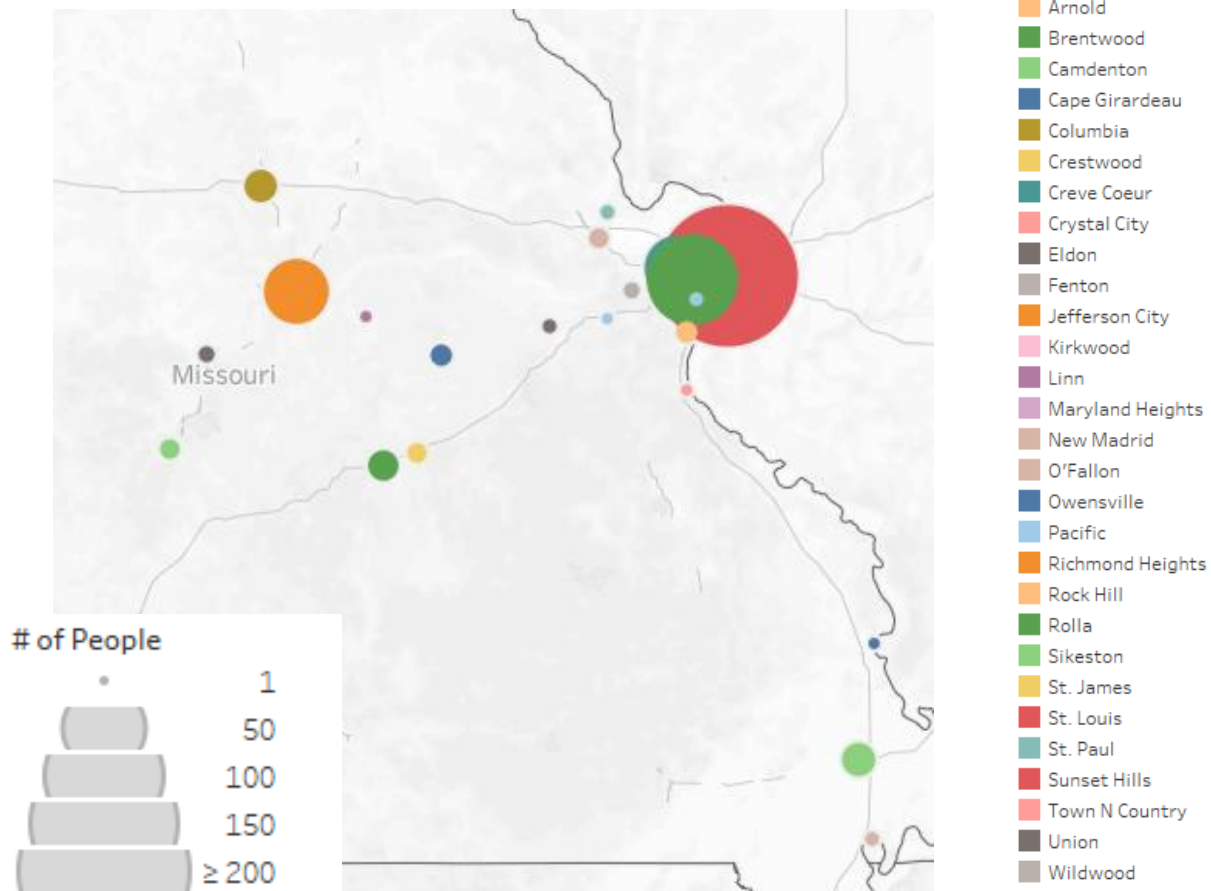 Missouri
# of People
1
50
100
150
≥ 200
Arnold
Brentwood
Camdenton
Cape Girardeau
Columbia
Crestwood
Creve Coeur
Crystal City
Eldon
Fenton
Jefferson City
Kirkwood
Linn
Maryland Heights
New Madrid
O'Fallon
Owensville
Pacific
Richmond Heights
Rock Hill
Rolla
Sikeston
St. James
St. Louis
St. Paul
Sunset Hills
Town N Country
Union
Wildwood